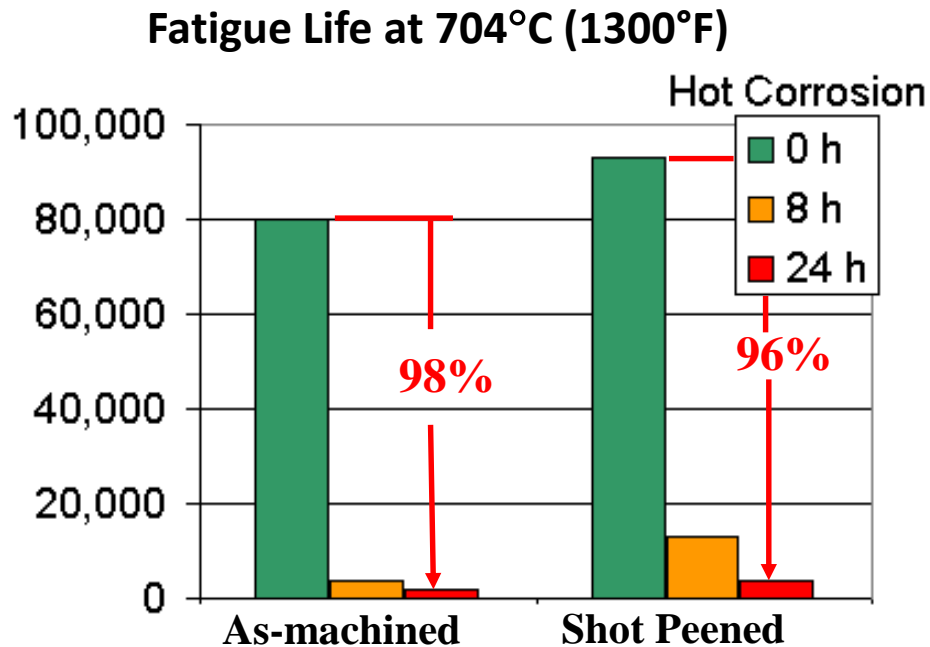 Fatigue Life at 704°C (1300°F)
Hot Corrosion
0 h
8 h
24 h
100,000
80,000
60,000
40,000
20,000
0
98%
96%
As-machined
Shot Peened